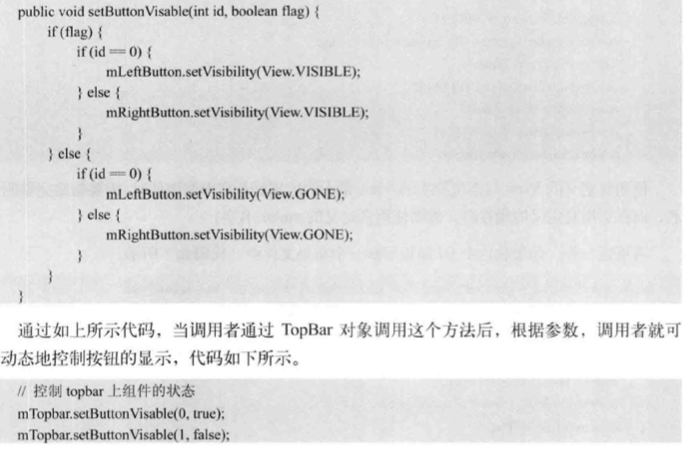 public void setButtonVisable(int id, boolean flag) {
if (flag) {
if (id == 0) {
mLeftButton.setVisibility(View.VISIBLE);
} else {
mRightButton.setVisibility(View.VISIBLE);
}
} else {
if (id == 0) {
mLeftButton.setVisibility(View.GONE);
} else {
mRightButton.setVisibility(View.GONE);
}
}
}
通过如上所示代码，当调用者通过 TopBar 对象调用这个方法后，根据参数，调用者就可
动态地控制按钮的显示，代码如下所示。
// 控制 topbar 上组件的状态
mTopbar.setButtonVisable(0, true);
mTopbar.setButtonVisable(1, false);